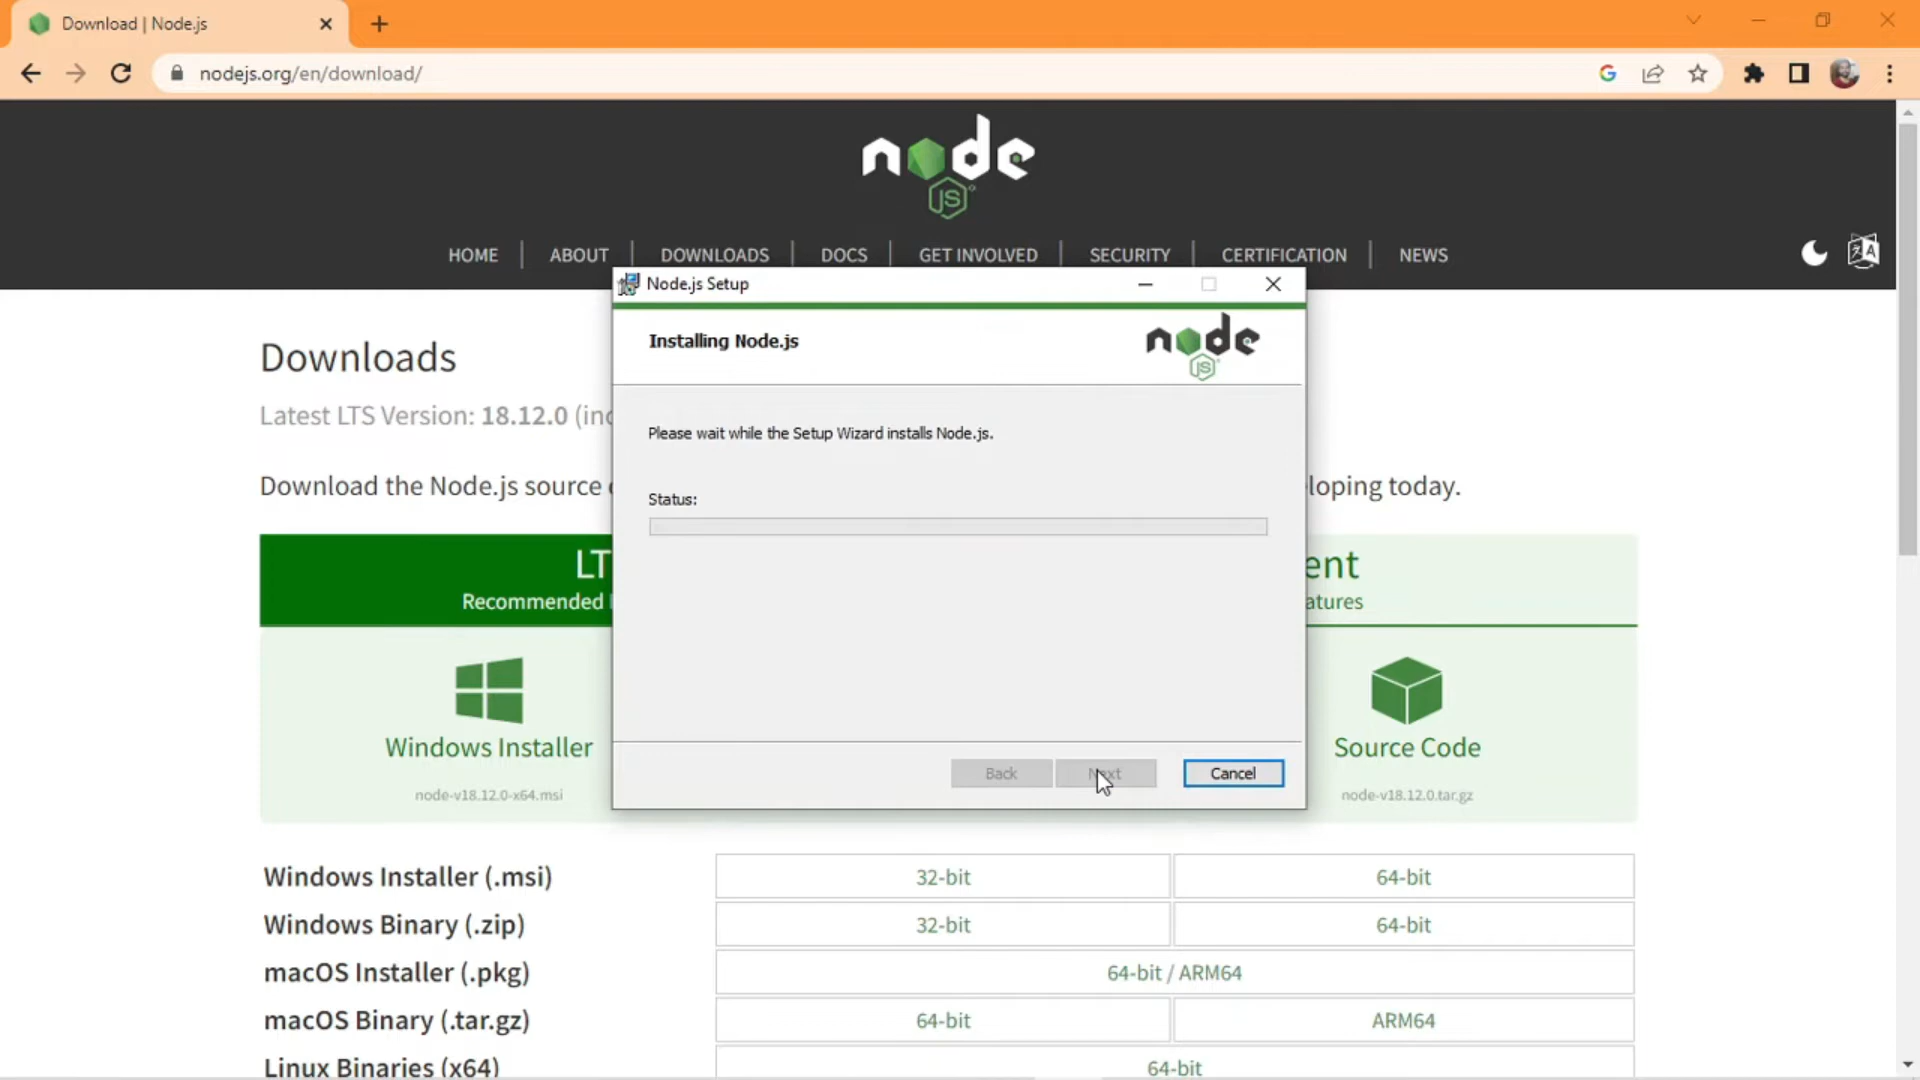 Download | Node.js
nodejs.org/en/download/
node
JS
HOME
ABOUT
DOWNLOADS
DOCS
GET INVOLVED
SECURITY
CERTIFICATION
NEWS
Node.js Setup
Installing Node.js
node
JS
Please wait while the Setup Wizard installs Node.js.
Status:
Back
Next
Cancel
Downloads
Latest LTS Version: 18.12.0 (inc
Download the Node.js source
loping today.
LT
Recommended
ent
atures
Windows Installer
node-v18.12.0-x64.msi
Source Code
node-v18.12.0.tar.gz
Windows Installer (.msi)
32-bit
64-bit
Windows Binary (.zip)
32-bit
64-bit
macOS Installer (.pkg)
64-bit / ARM64
macOS Binary (.tar.gz)
64-bit
ARM64
Linux Binaries (x64)
64-bit